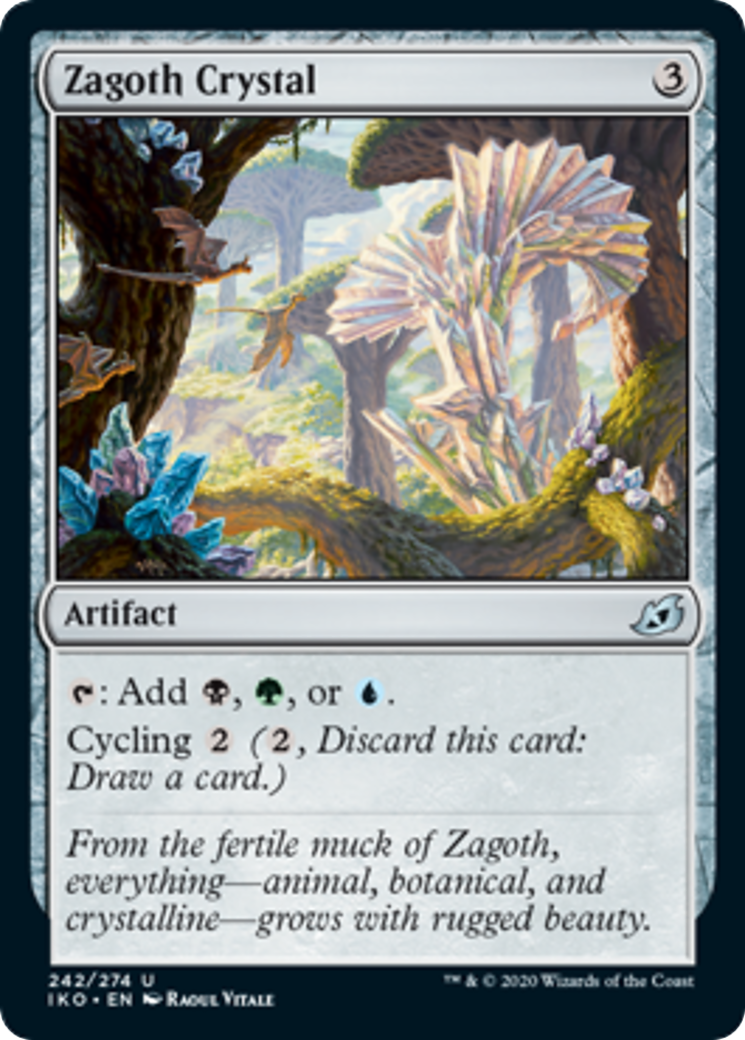 Zagoth Crystal 3
Artifact
: Add , , or .
Cycling 2 (2, Discard this card:
Draw a card.)
From the fertile muck of Zagoth,
everything—animal, botanical, and
crystalline—grows with rugged beauty.
242/274 U
IKO • EN Raoul Vitale
™ & © 2020 Wizards of the Coast